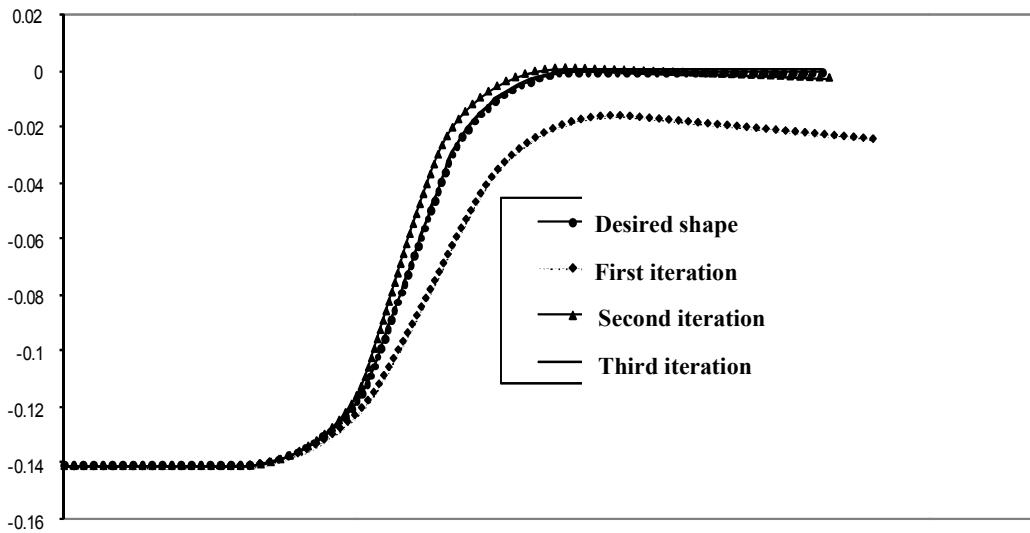 0.02
0
-0.02
-0.04
-0.06
-0.08
-0.1
-0.12
-0.14
-0.16
Desired shape
First iteration
Second iteration
Third iteration